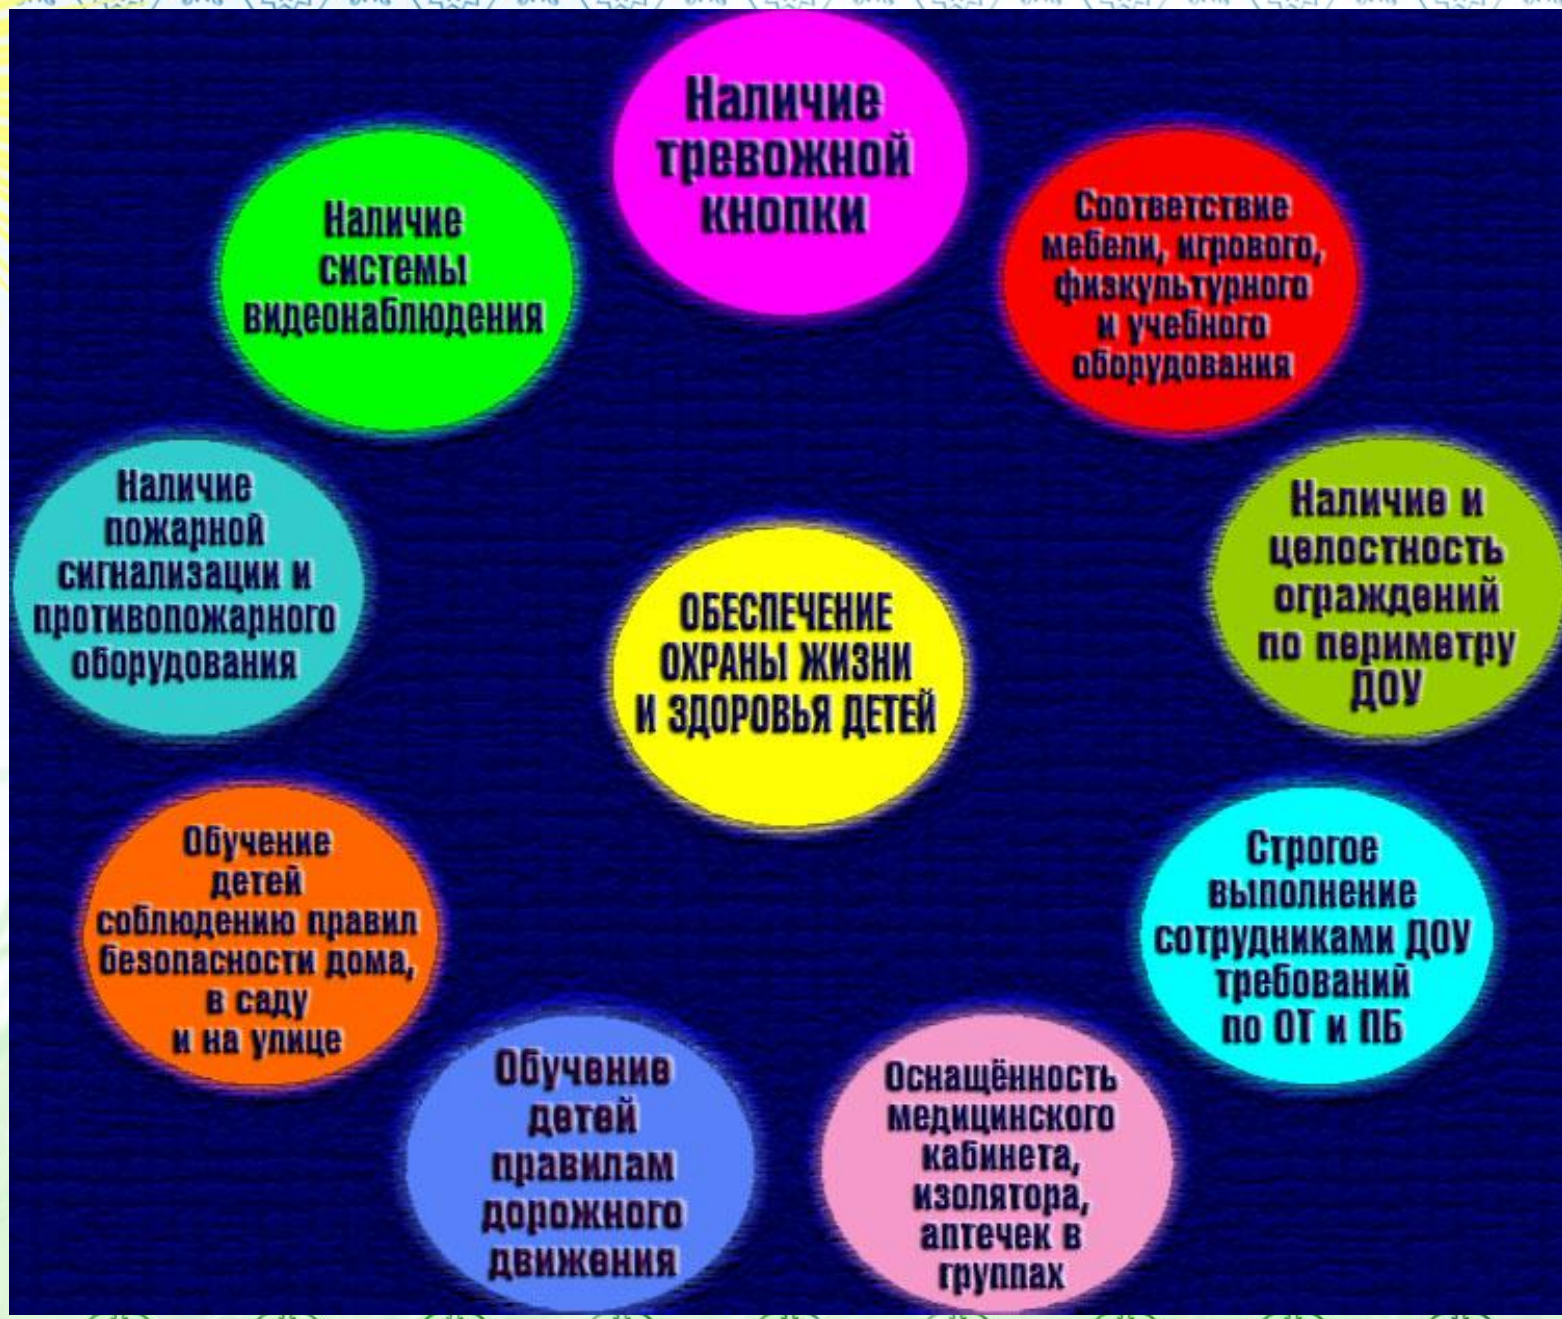 Наличие
тревожной
кнопки
Наличие
системы
видеонаблюдения
Соответствие
мебели, игрового,
физкультурного
и учебного
оборудования
Наличие
пожарной
сигнализации и
противопожарного
оборудования
Наличие и
целостность
ограждений
по периметру
ДОУ
ОБЕСПЕЧЕНИЕ
ОХРАНЫ ЖИЗНИ
И ЗДОРОВЬЯ ДЕТЕЙ
Обучение
детей
соблюдению правил
безопасности дома,
в саду
и на улице
Строгое
выполнение
сотрудниками ДОУ
требований
по ОТ и ПБ
Обучение
детей
правилам
дорожного
движения
Оснащённость
медицинского
кабинета,
изолятора,
аптечек в
группах